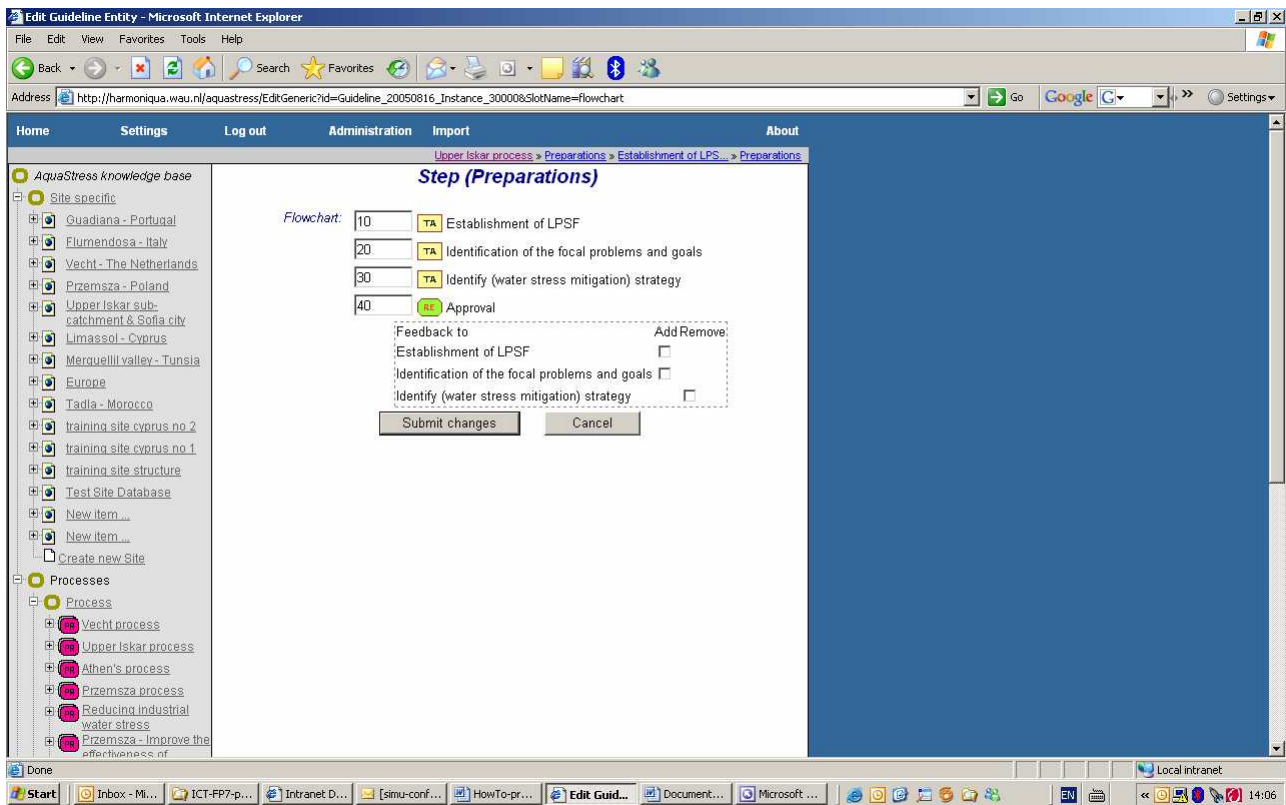 Edit Guideline Entity - Microsoft Internet Explorer
File Edit View Favorites Tools Help
Back Search Favorites
Address http://harmoniqua.wau.nl/aquastress/EditGeneric?id=Guideline_20050816_Instance_30000&SlotName=flowchart Go Google G Settings
Home Settings Log out Administration Import About
Upper Iskar process » Preparations » Establishment of LPS... » Preparations
AquaStress knowledge base
Site specific
Guadiana - Portugal
Flumendosa - Italy
Vecht - The Netherlands
Przemsza - Poland
Upper Iskar sub-
catchment & Sofia city
Limassol - Cyprus
Merquellil valley - Tunsia
Europe
Tadla - Morocco
training site cyprus no 2
training site cyprus no 1
training site structure
Test Site Database
New item ...
New item ...
Create new Site
Processes
Process
PR Vecht process
PR Upper Iskar process
PR Athen's process
PR Przemsza process
PR Reducing industrial
water stress
PR Przemsza - Improve the
effectiveness of
Step (Preparations)
Flowchart: 10 TA Establishment of LPSF
20 TA Identification of the focal problems and goals
30 TA Identify (water stress mitigation) strategy
40 RE Approval
Feedback to Add Remove
Establishment of LPSF
Identification of the focal problems and goals
Identify (water stress mitigation) strategy
Submit changes Cancel
Done Local intranet
Start Inbox - Mi... ICT-FP7-p... Intranet D... [simu-conf... HowTo-pr... Edit Guid... Document... Microsoft ... EN « 14:06